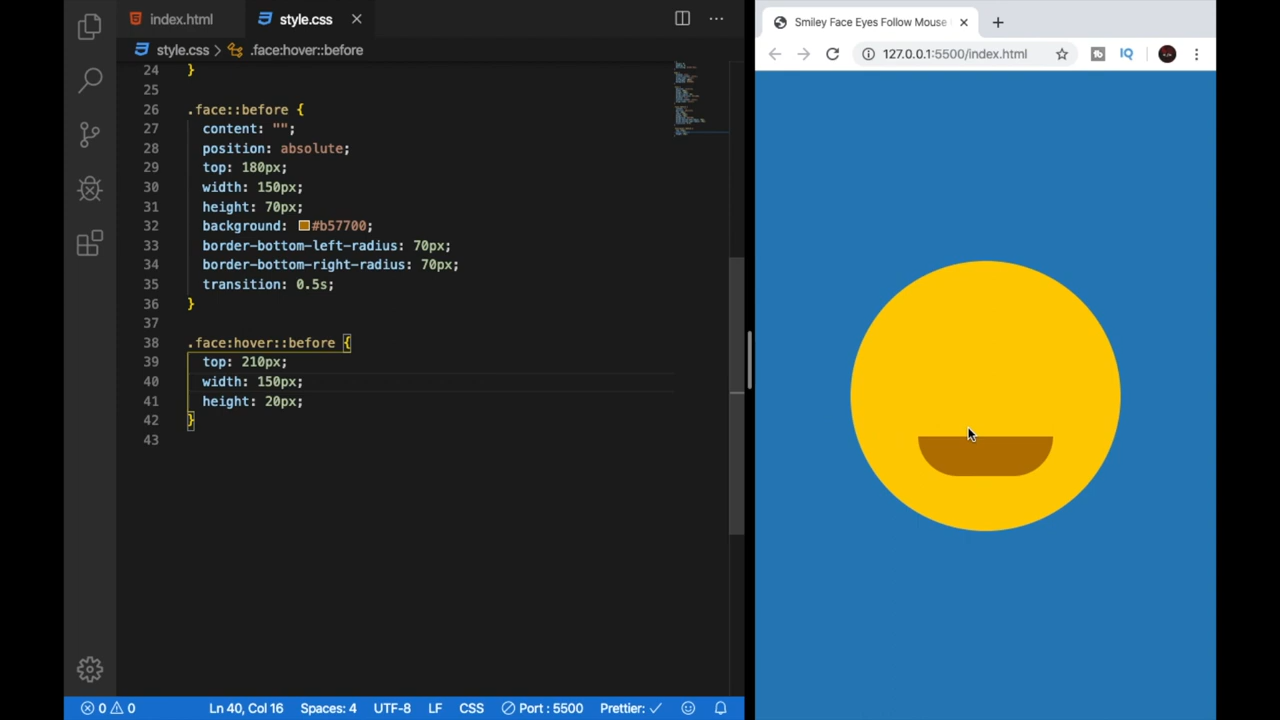 index.html
style.css
style.css > .face:hover::before
24 }
25
26 .face::before {
27 content: "";
28 position: absolute;
29 top: 180px;
30 width: 150px;
31 height: 70px;
32 background: #b57700;
33 border-bottom-left-radius: 70px;
34 border-bottom-right-radius: 70px;
35 transition: 0.5s;
36 }
37
38 .face:hover::before {
39 top: 210px;
40 width: 150px;
41 height: 20px;
42 }
43
0 0 Ln 40, Col 16 Spaces: 4 UTF-8 LF CSS Port : 5500 Prettier: ✓
Smiley Face Eyes Follow Mouse
127.0.0.1:5500/index.html
IQ